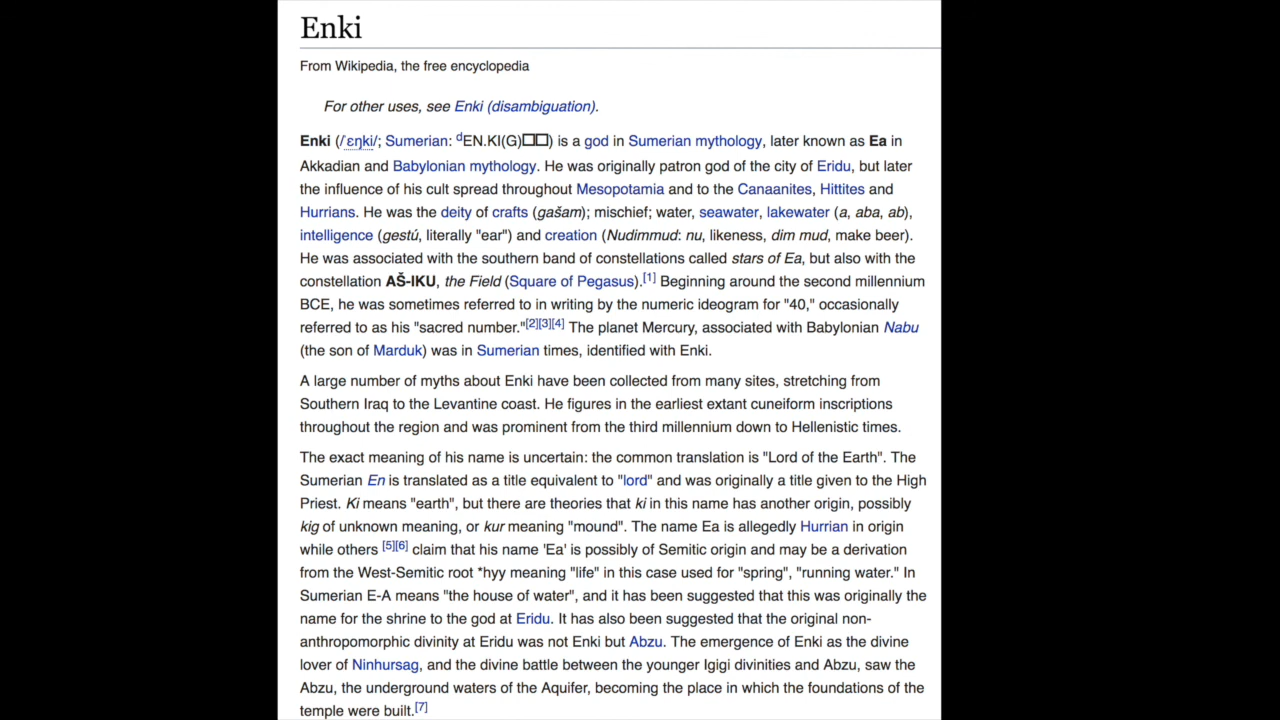 Enki
From Wikipedia, the free encyclopedia
For other uses, see Enki (disambiguation).
Enki (/ˈɛŋki/; Sumerian: dEN.KI(G)□□) is a god in Sumerian mythology, later known as Ea in
Akkadian and Babylonian mythology. He was originally patron god of the city of Eridu, but later
the influence of his cult spread throughout Mesopotamia and to the Canaanites, Hittites and
Hurrians. He was the deity of crafts (gašam); mischief; water, seawater, lakewater (a, aba, ab),
intelligence (gestú, literally "ear") and creation (Nudimmud: nu, likeness, dim mud, make beer).
He was associated with the southern band of constellations called stars of Ea, but also with the
constellation AŠ-IKU, the Field (Square of Pegasus).[1] Beginning around the second millennium
BCE, he was sometimes referred to in writing by the numeric ideogram for "40," occasionally
referred to as his "sacred number."[2][3][4] The planet Mercury, associated with Babylonian Nabu
(the son of Marduk) was in Sumerian times, identified with Enki.
A large number of myths about Enki have been collected from many sites, stretching from
Southern Iraq to the Levantine coast. He figures in the earliest extant cuneiform inscriptions
throughout the region and was prominent from the third millennium down to Hellenistic times.
The exact meaning of his name is uncertain: the common translation is "Lord of the Earth". The
Sumerian En is translated as a title equivalent to "lord" and was originally a title given to the High
Priest. Ki means "earth", but there are theories that ki in this name has another origin, possibly
kig of unknown meaning, or kur meaning "mound". The name Ea is allegedly Hurrian in origin
while others [5][6] claim that his name 'Ea' is possibly of Semitic origin and may be a derivation
from the West-Semitic root *hyy meaning "life" in this case used for "spring", "running water." In
Sumerian E-A means "the house of water", and it has been suggested that this was originally the
name for the shrine to the god at Eridu. It has also been suggested that the original non-
anthropomorphic divinity at Eridu was not Enki but Abzu. The emergence of Enki as the divine
lover of Ninhursag, and the divine battle between the younger Igigi divinities and Abzu, saw the
Abzu, the underground waters of the Aquifer, becoming the place in which the foundations of the
temple were built.[7]